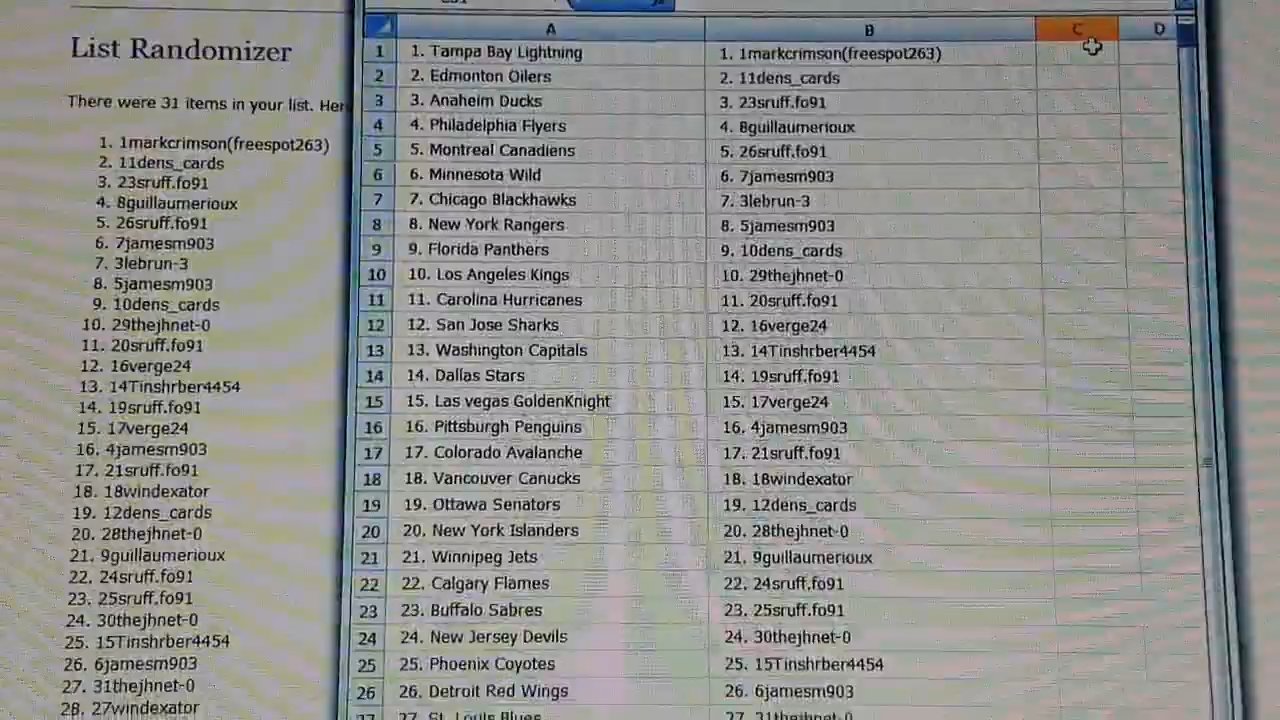 List Randomizer
There were 31 items in your list. Her
1. 1markcrimson(freespot263)
2. 11dens_cards
3. 23sruff.fo91
4. 8guillaumerioux
5. 26sruff.fo91
6. 7jamesm903
7. 3lebrun-3
8. 5jamesm903
9. 10dens_cards
10. 29thejhnet-0
11. 20sruff.fo91
12. 16verge24
13. 14Tinshrber4454
14. 19sruff.fo91
15. 17verge24
16. 4jamesm903
17. 21sruff.fo91
18. 18windexator
19. 12dens_cards
20. 28thejhnet-0
21. 9guillaumerioux
22. 24sruff.fo91
23. 25sruff.fo91
24. 30thejhnet-0
25. 15Tinshrber4454
26. 6jamesm903
27. 31thejhnet-0
28. 27windexator
A B C D
1 1. Tampa Bay Lightning 1. 1markcrimson(freespot263)
2 2. Edmonton Oilers 2. 11dens_cards
3 3. Anaheim Ducks 3. 23sruff.fo91
4 4. Philadelphia Flyers 4. 8guillaumerioux
5 5. Montreal Canadiens 5. 26sruff.fo91
6 6. Minnesota Wild 6. 7jamesm903
7 7. Chicago Blackhawks 7. 3lebrun-3
8 8. New York Rangers 8. 5jamesm903
9 9. Florida Panthers 9. 10dens_cards
10 10. Los Angeles Kings 10. 29thejhnet-0
11 11. Carolina Hurricanes 11. 20sruff.fo91
12 12. San Jose Sharks 12. 16verge24
13 13. Washington Capitals 13. 14Tinshrber4454
14 14. Dallas Stars 14. 19sruff.fo91
15 15. Las vegas GoldenKnight 15. 17verge24
16 16. Pittsburgh Penguins 16. 4jamesm903
17 17. Colorado Avalanche 17. 21sruff.fo91
18 18. Vancouver Canucks 18. 18windexator
19 19. Ottawa Senators 19. 12dens_cards
20 20. New York Islanders 20. 28thejhnet-0
21 21. Winnipeg Jets 21. 9guillaumerioux
22 22. Calgary Flames 22. 24sruff.fo91
23 23. Buffalo Sabres 23. 25sruff.fo91
24 24. New Jersey Devils 24. 30thejhnet-0
25 25. Phoenix Coyotes 25. 15Tinshrber4454
26 26. Detroit Red Wings 26. 6jamesm903
27 27. St. Louis Blues 27. 31thejhnet-0